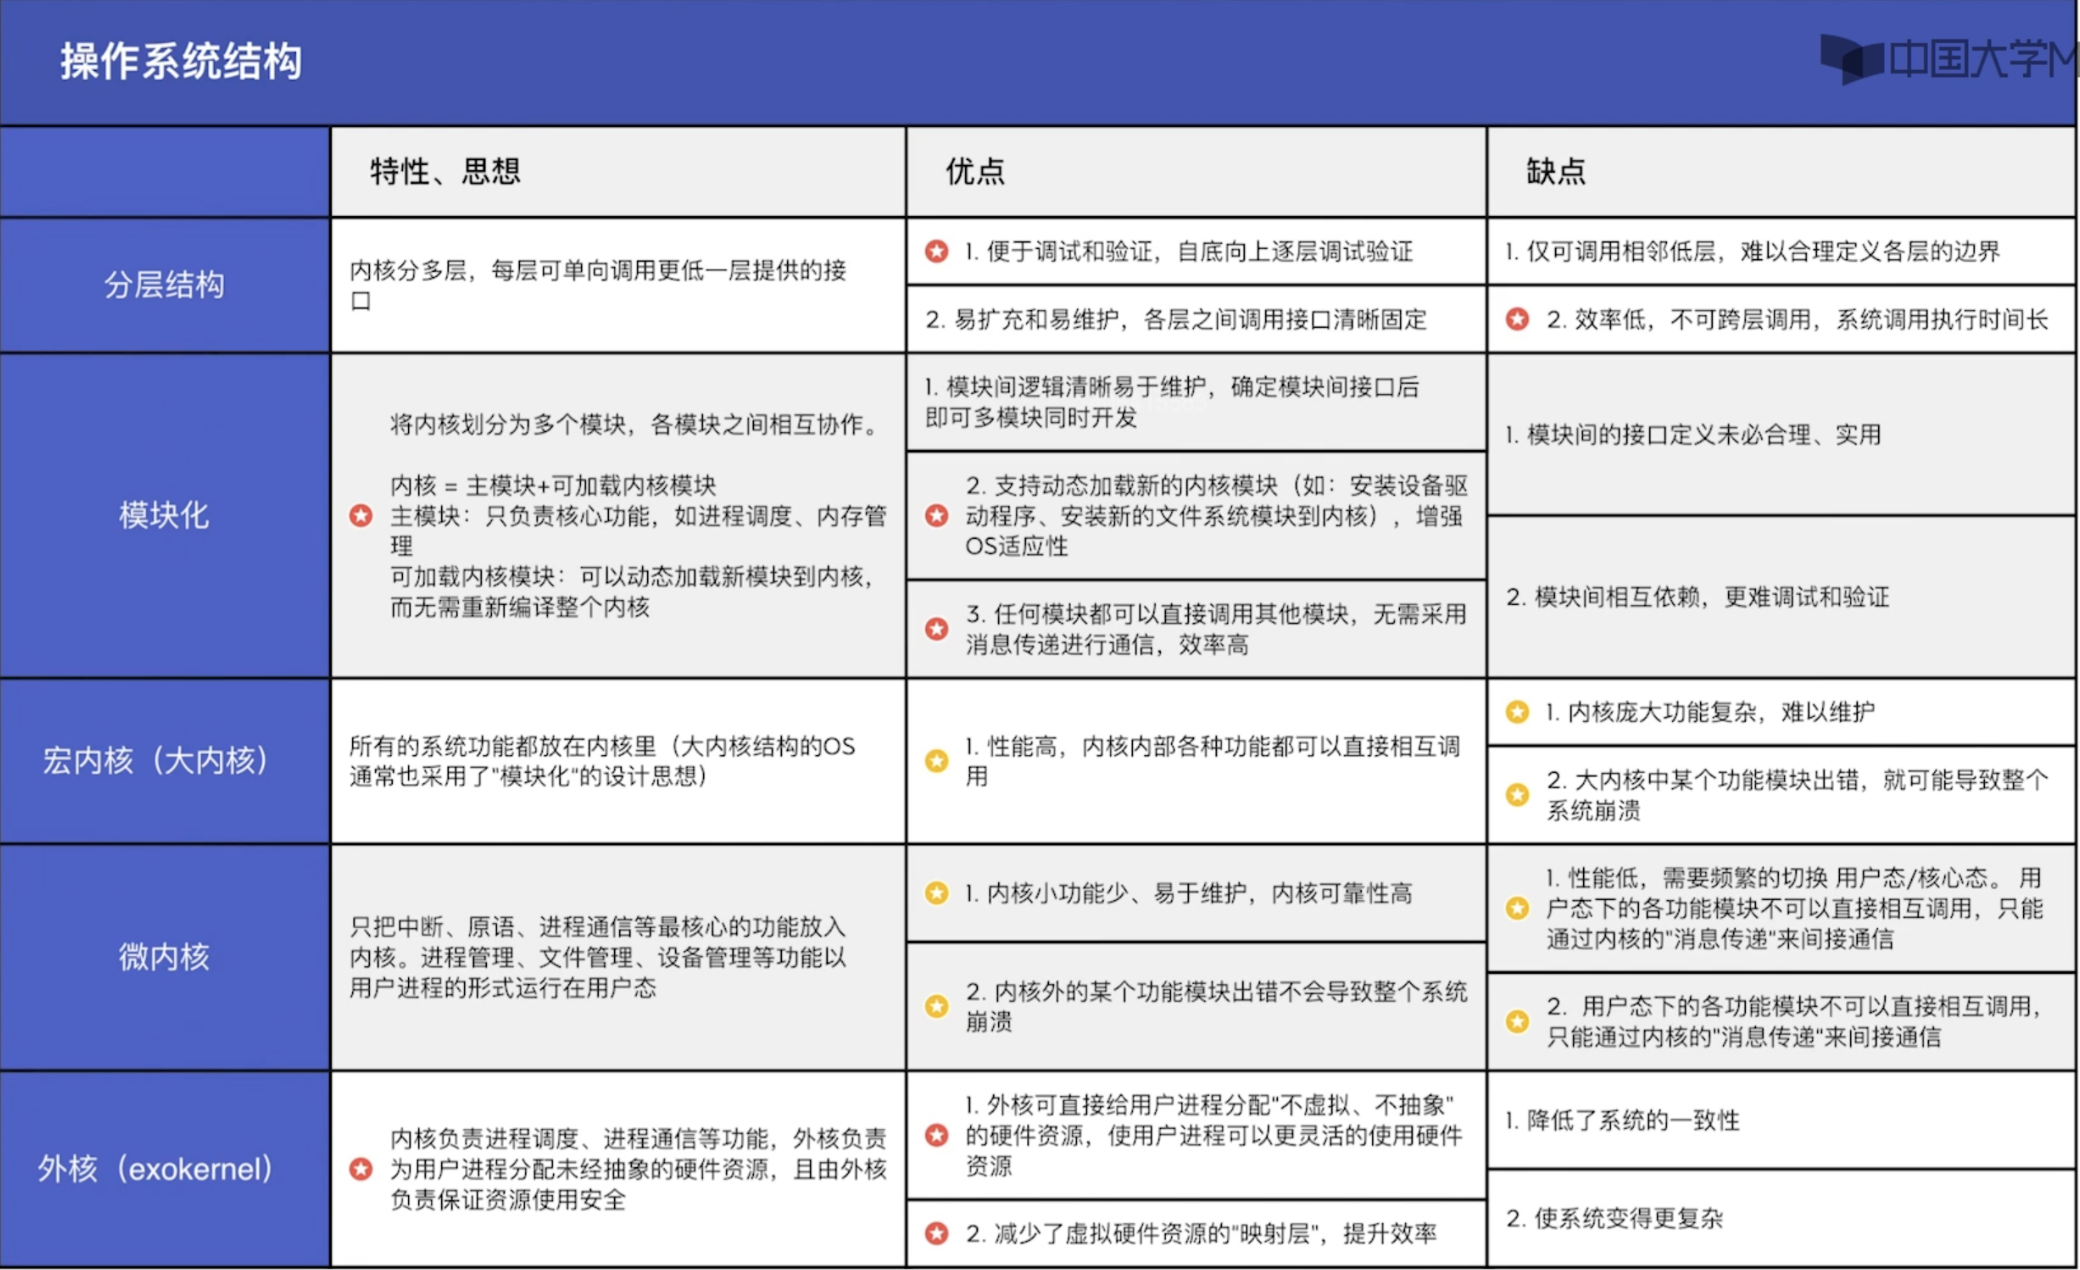 操作系统结构
中国大学M
特性、思想
优点
缺点
分层结构
内核分多层，每层可单向调用更低一层提供的接
口
1. 便于调试和验证，自底向上逐层调试验证
2. 易扩充和易维护，各层之间调用接口清晰固定
1. 仅可调用相邻低层，难以合理定义各层的边界
2. 效率低，不可跨层调用，系统调用执行时间长
模块化
将内核划分为多个模块，各模块之间相互协作。
内核 = 主模块+可加载内核模块
主模块：只负责核心功能，如进程调度、内存管
理
可加载内核模块：可以动态加载新模块到内核，
而无需重新编译整个内核
1. 模块间逻辑清晰易于维护，确定模块间接口后
即可多模块同时开发
2. 支持动态加载新的内核模块（如：安装设备驱
动程序、安装新的文件系统模块到内核），增强
OS适应性
3. 任何模块都可以直接调用其他模块，无需采用
消息传递进行通信，效率高
1. 模块间的接口定义未必合理、实用
2. 模块间相互依赖，更难调试和验证
宏内核（大内核）
所有的系统功能都放在内核里（大内核结构的OS
通常也采用了"模块化"的设计思想）
1. 性能高，内核内部各种功能都可以直接相互调
用
1. 内核庞大功能复杂，难以维护
2. 大内核中某个功能模块出错，就可能导致整个
系统崩溃
微内核
只把中断、原语、进程通信等最核心的功能放入
内核。进程管理、文件管理、设备管理等功能以
用户进程的形式运行在用户态
1. 内核小功能少、易于维护，内核可靠性高
2. 内核外的某个功能模块出错不会导致整个系统
崩溃
1. 性能低，需要频繁的切换 用户态/核心态。 用
户态下的各功能模块不可以直接相互调用，只能
通过内核的"消息传递"来间接通信
2. 用户态下的各功能模块不可以直接相互调用，
只能通过内核的"消息传递"来间接通信
外核（exokernel）
内核负责进程调度、进程通信等功能，外核负责
为用户进程分配未经抽象的硬件资源，且由外核
负责保证资源使用安全
1. 外核可直接给用户进程分配"不虚拟、不抽象"
的硬件资源，使用户进程可以更灵活的使用硬件
资源
2. 减少了虚拟硬件资源的"映射层"，提升效率
1. 降低了系统的一致性
2. 使系统变得更复杂